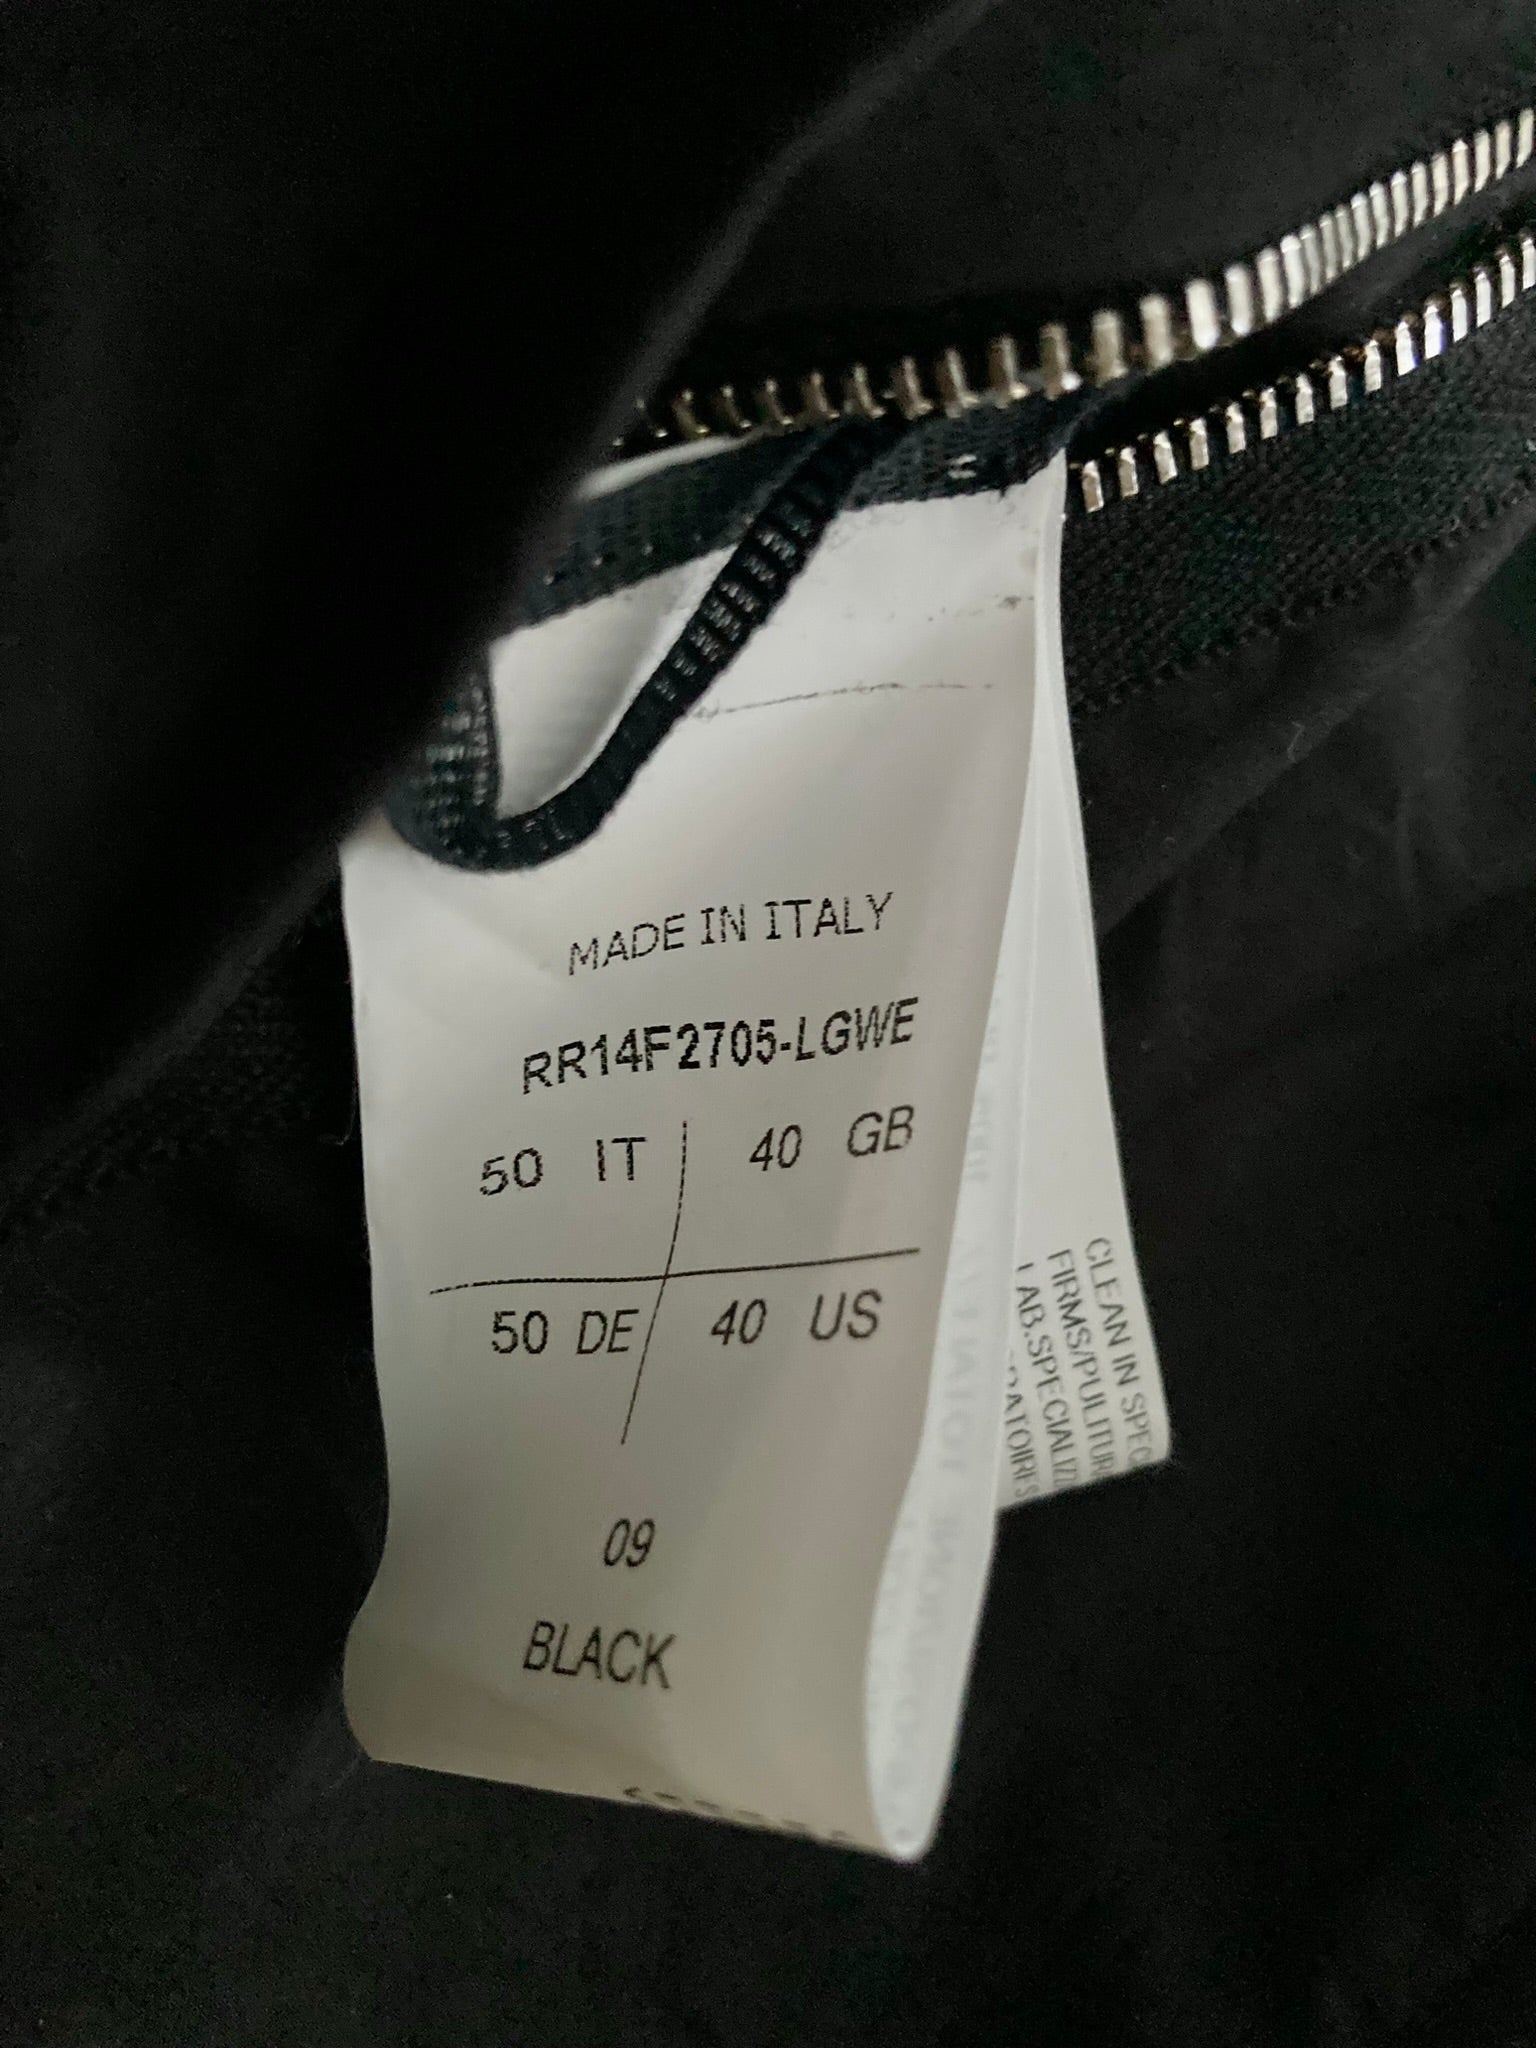 MADE IN ITALY
RR14F2705-LGWE
50 IT 40 GB
50 DE 40 US
09
BLACK
CLEAN IN SPEC
FIRMS/PULITUR
LAB.SPECIALIZ